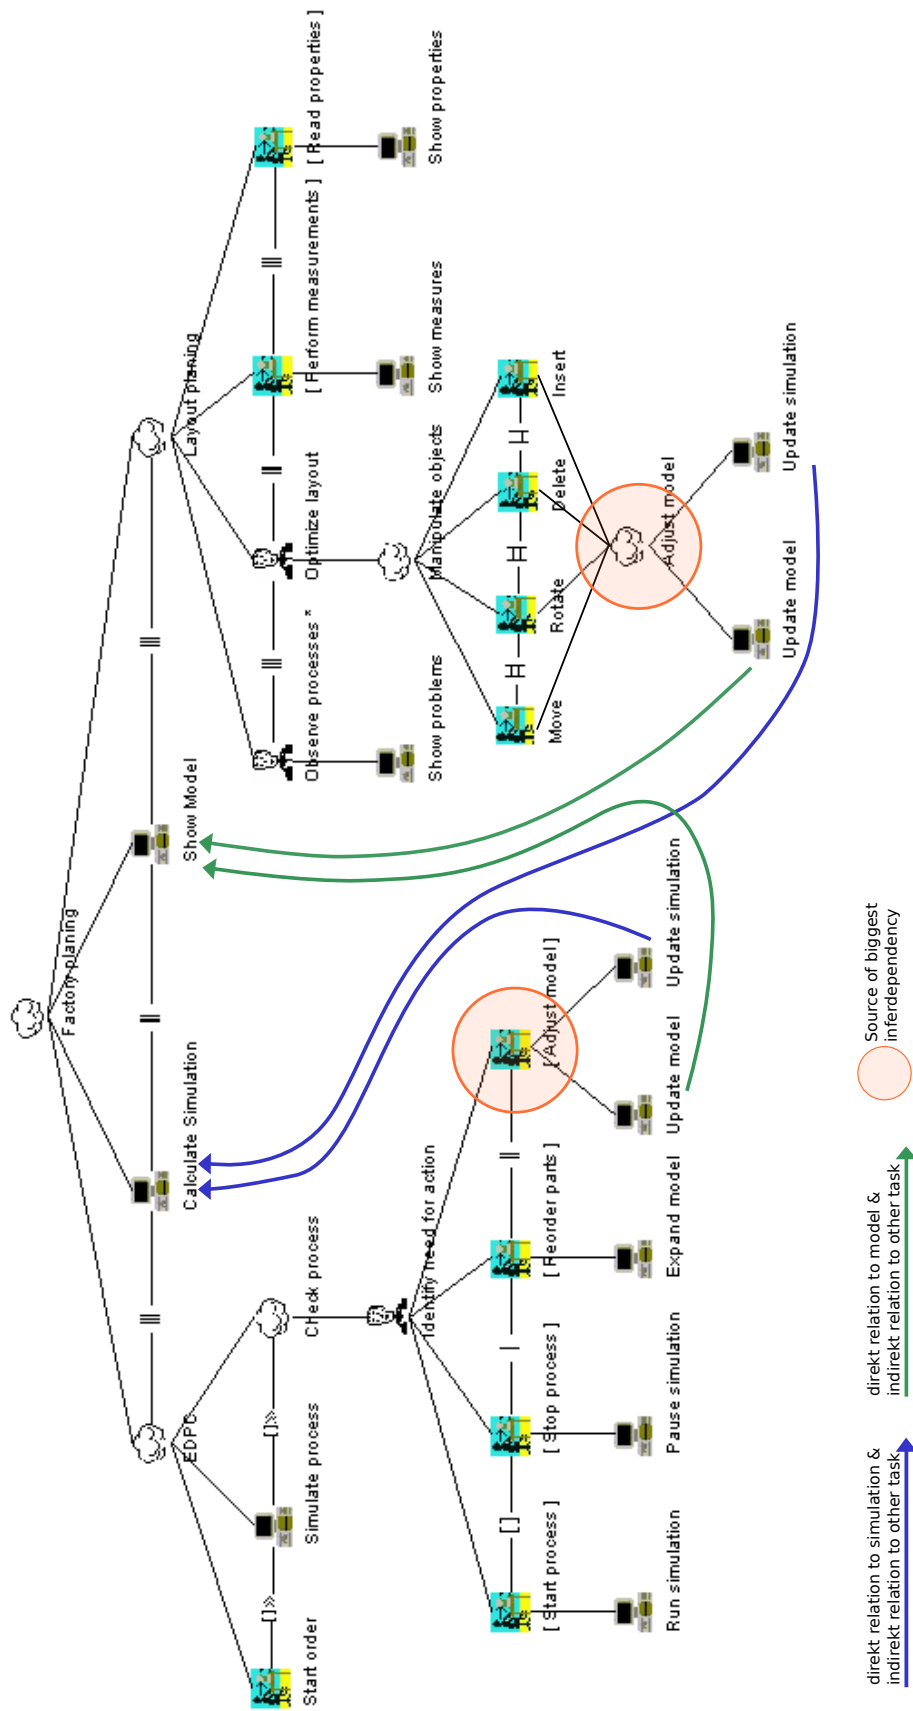 Factory planing
EDPC
Calculate Simulation
Show Model
Layout planing
Start order
Simulate process
Check process
Observe processes *
Optimize layout
[ Perform measurements ]
[ Read properties ]
Identify need for action
Show problems
Manipulate objects
Show measures
Show properties
[ Start process ]
[ Stop process ]
[ Reorder parts ]
[ Adjust model ]
Move
Rotate
Delete
Insert
Run simulation
Pause simulation
Expand model
Update model
Update simulation
Adjust model
Update model
Update simulation
direkt relation to simulation &
indirekt relation to other task
direkt relation to model &
indirekt relation to other task
Source of biggest
inferdependency